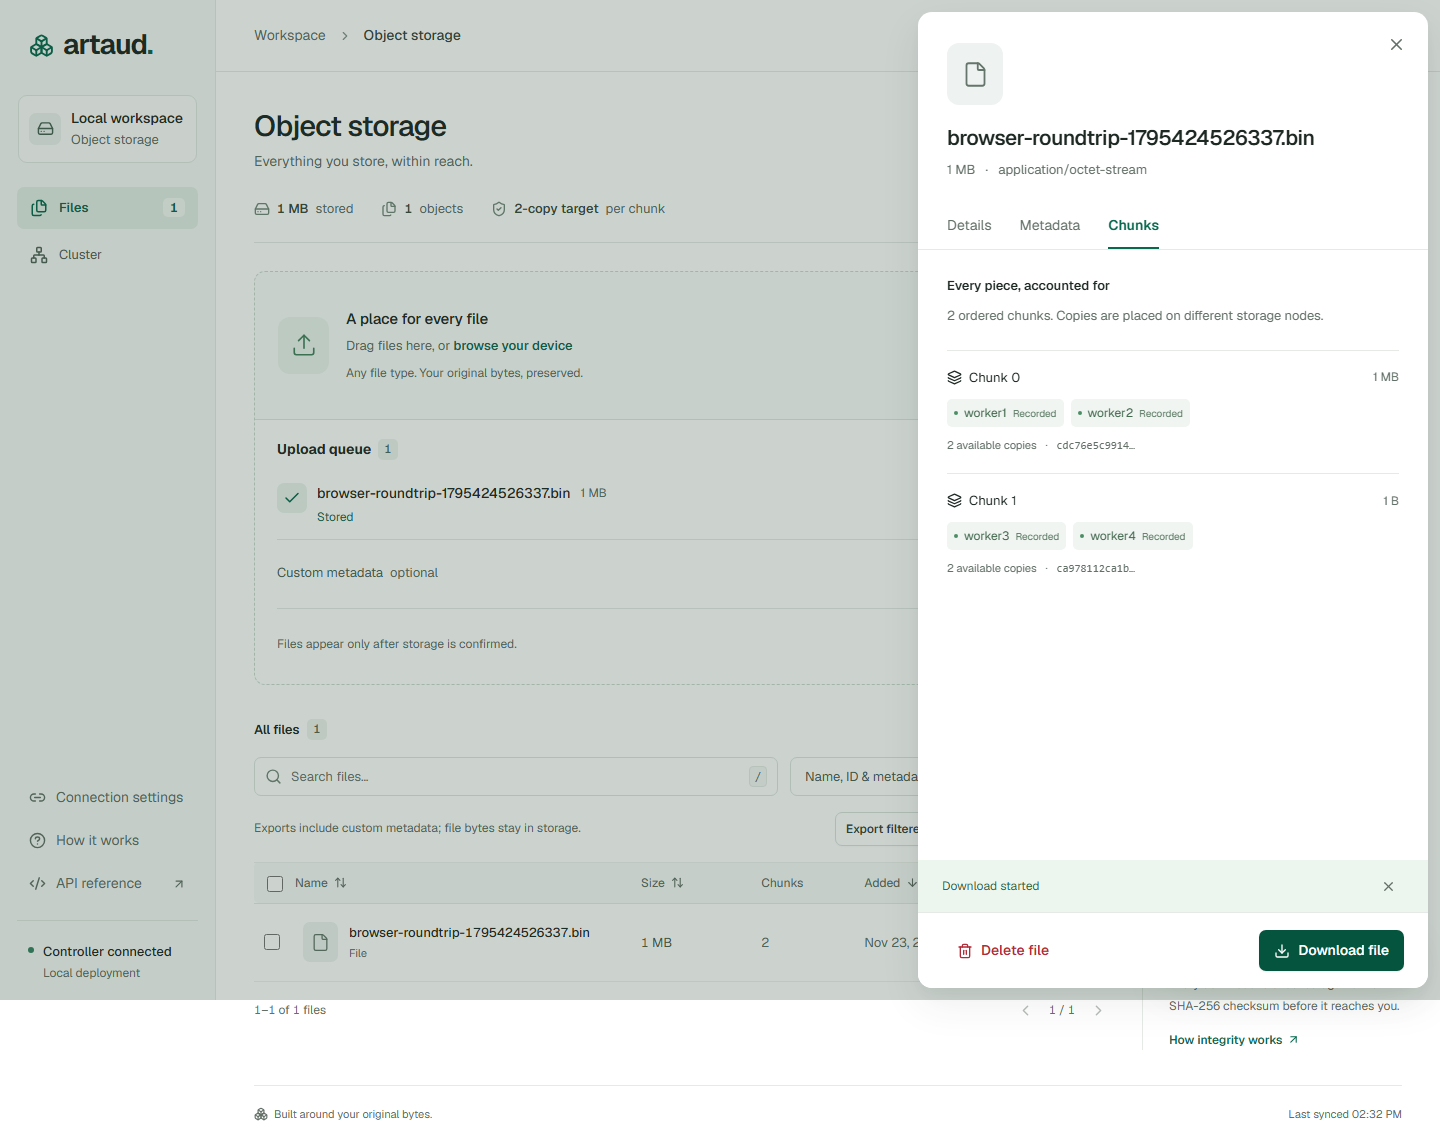 artaud.
Local workspace
Object storage
Files 1
Cluster
Connection settings
How it works
API reference
Controller connected
Local deployment
Workspace > Object storage
Object storage
Everything you store, within reach.
1 MB stored 1 objects 2-copy target per chunk
A place for every file
Drag files here, or browse your device
Any file type. Your original bytes, preserved.
Upload queue 1
browser-roundtrip-1795424526337.bin 1 MB
Stored
Custom metadata optional
Files appear only after storage is confirmed.
All files 1
Search files… /
Name, ID & metada
Exports include custom metadata; file bytes stay in storage.
Export filtere
Name Size Chunks Added
browser-roundtrip-1795424526337.bin 1 MB 2 Nov 23, 2
File
1–1 of 1 files 1 / 1
browser-roundtrip-1795424526337.bin
1 MB · application/octet-stream
Details Metadata Chunks
Every piece, accounted for
2 ordered chunks. Copies are placed on different storage nodes.
Chunk 0 1 MB
worker1 Recorded worker2 Recorded
2 available copies · cdc76e5c9914…
Chunk 1 1 B
worker3 Recorded worker4 Recorded
2 available copies · ca978112ca1b…
Download started
Delete file Download file
SHA-256 checksum before it reaches you.
How integrity works
Built around your original bytes.
Last synced 02:32 PM